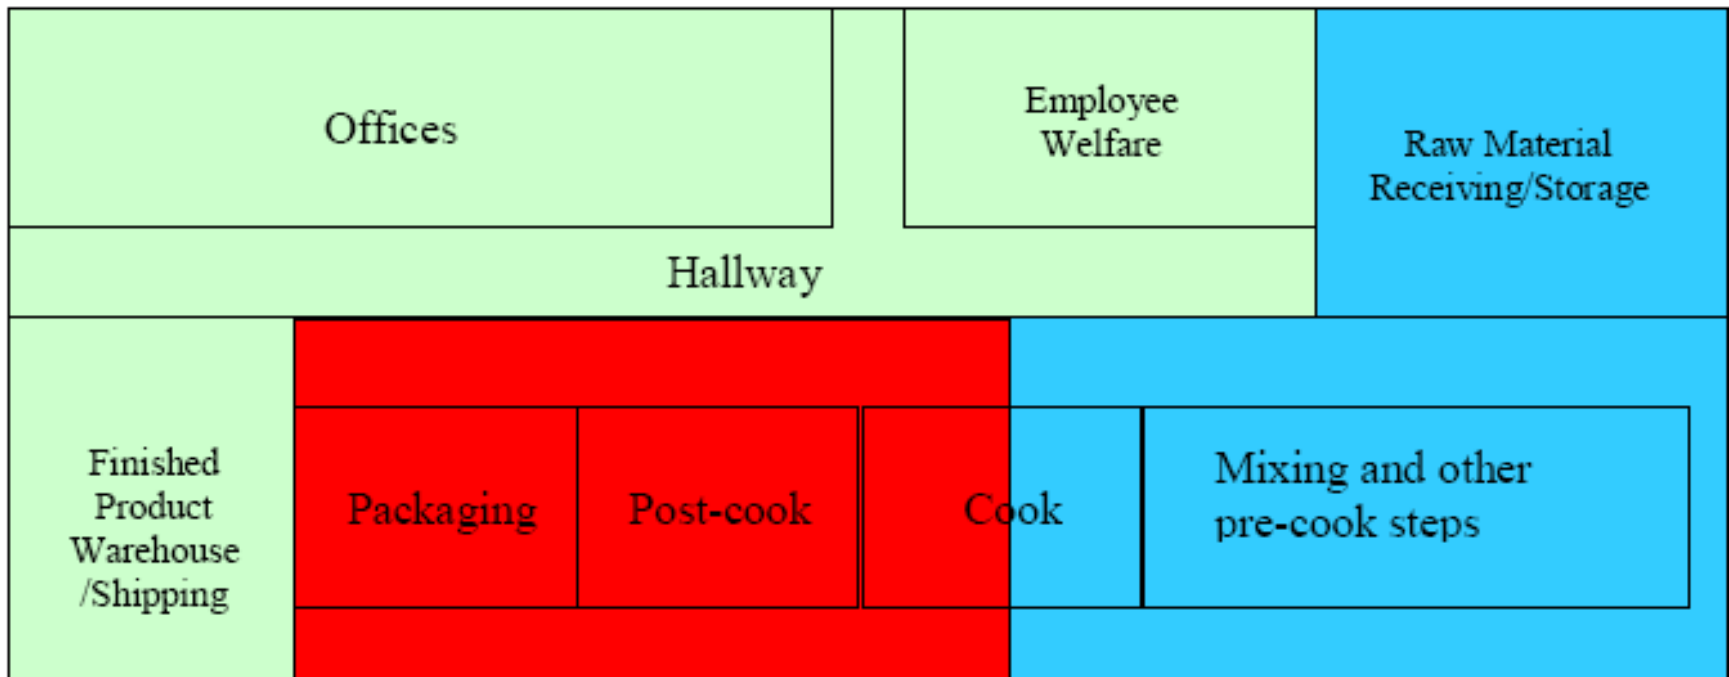 Offices
Employee
Welfare
Raw Material
Receiving/Storage
Hallway
Finished
Product
Warehouse
/Shipping
Packaging
Post-cook
Cook
Mixing and other
pre-cook steps